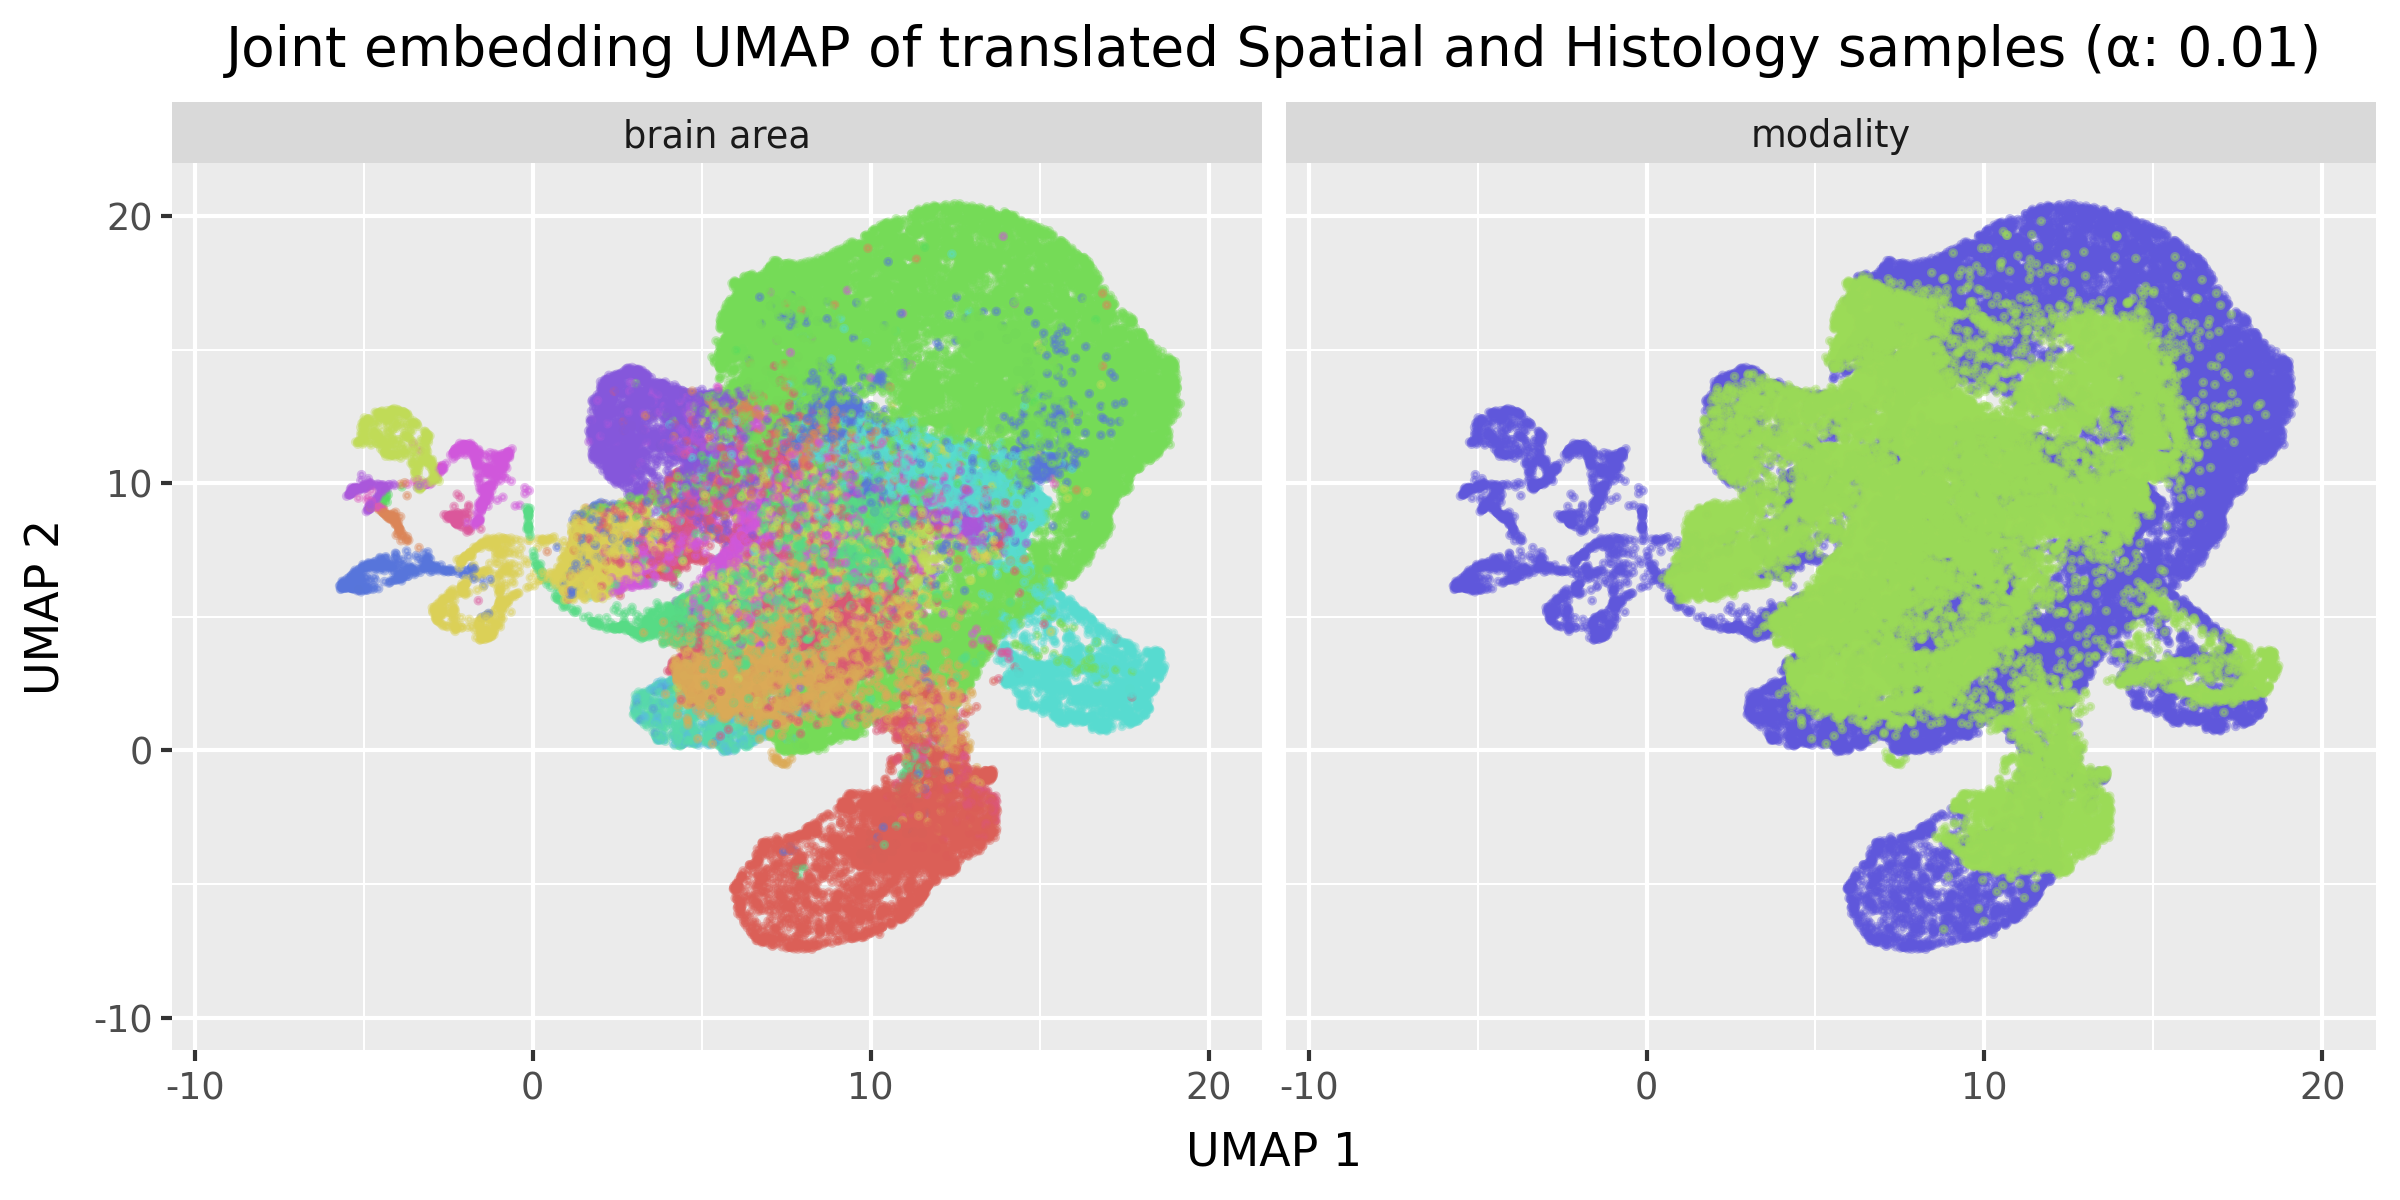 Joint embedding UMAP of translated Spatial and Histology samples (α: 0.01)
brain area
modality
20
10
0
-10
UMAP 2
-10 0 10 20
-10 0 10 20
UMAP 1